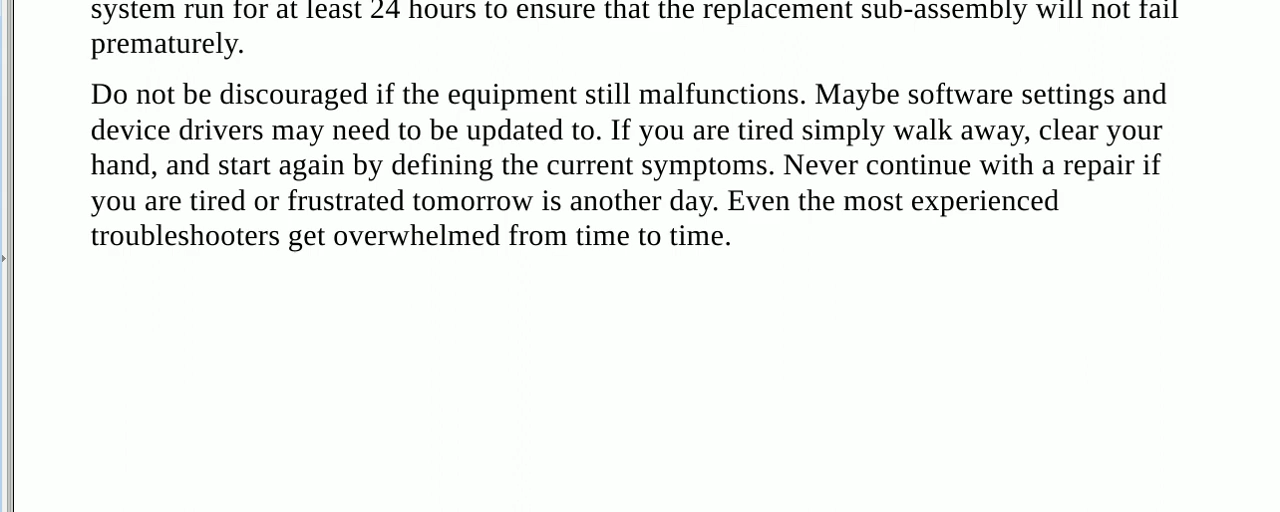 system run for at least 24 hours to ensure that the replacement sub-assembly will not fail
prematurely.
Do not be discouraged if the equipment still malfunctions. Maybe software settings and
device drivers may need to be updated to. If you are tired simply walk away, clear your
hand, and start again by defining the current symptoms. Never continue with a repair if
you are tired or frustrated tomorrow is another day. Even the most experienced
troubleshooters get overwhelmed from time to time.